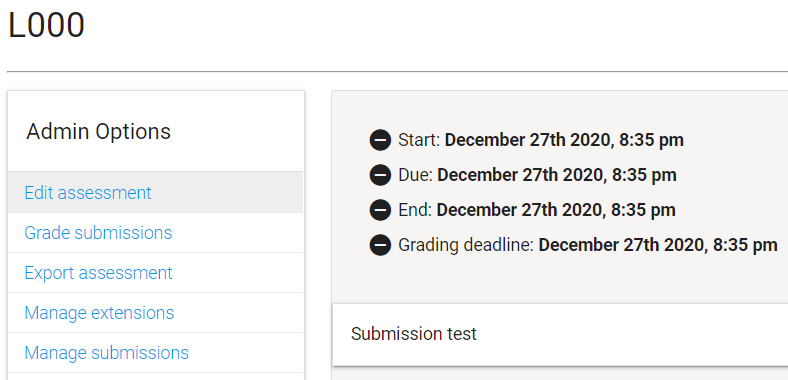 L000
Admin Options
Edit assessment
Grade submissions
Export assessment
Manage extensions
Manage submissions
Start: December 27th 2020, 8:35 pm
Due: December 27th 2020, 8:35 pm
End: December 27th 2020, 8:35 pm
Grading deadline: December 27th 2020, 8:35 pm
Submission test